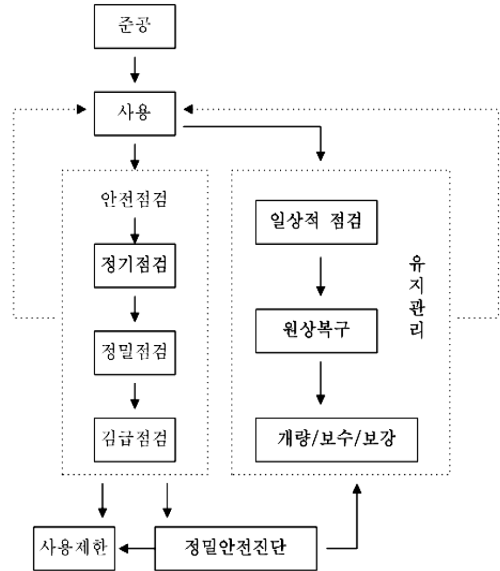 준공
사용
안전점검
정기점검
정밀점검
김급점검
일상적 점검
원상복구
개량/보수/보강
유지관리
사용제한
정밀안전진단